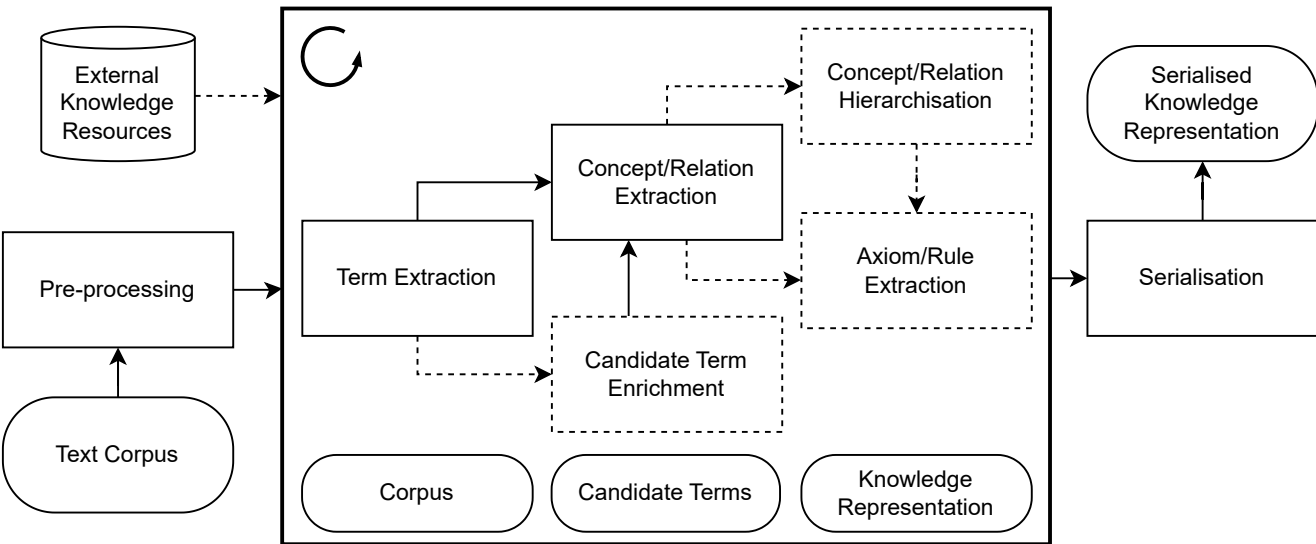 External
Knowledge
Resources
Pre-processing
Text Corpus
Term Extraction
Concept/Relation
Extraction
Candidate Term
Enrichment
Concept/Relation
Hierarchisation
Axiom/Rule
Extraction
Corpus
Candidate Terms
Knowledge
Representation
Serialised
Knowledge
Representation
Serialisation